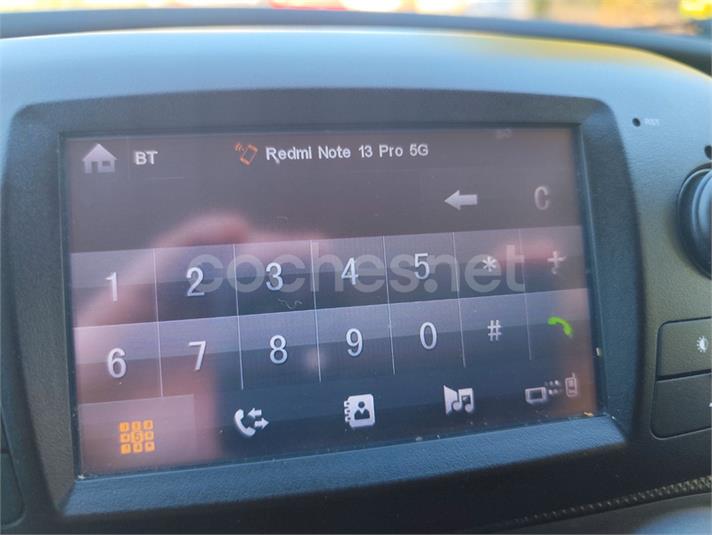 BT Redmi Note 13 Pro 5G
C
1 2 3 4 5 *
coches.net
6 7 8 9 0 #